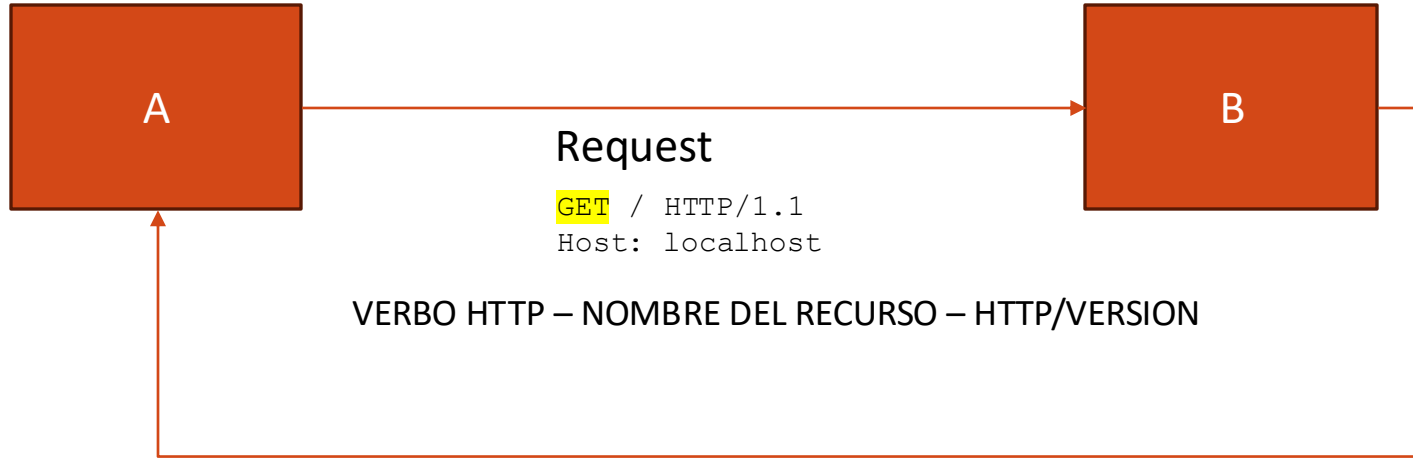 A
B
Request
GET / HTTP/1.1
Host: localhost
VERBO HTTP – NOMBRE DEL RECURSO – HTTP/VERSION